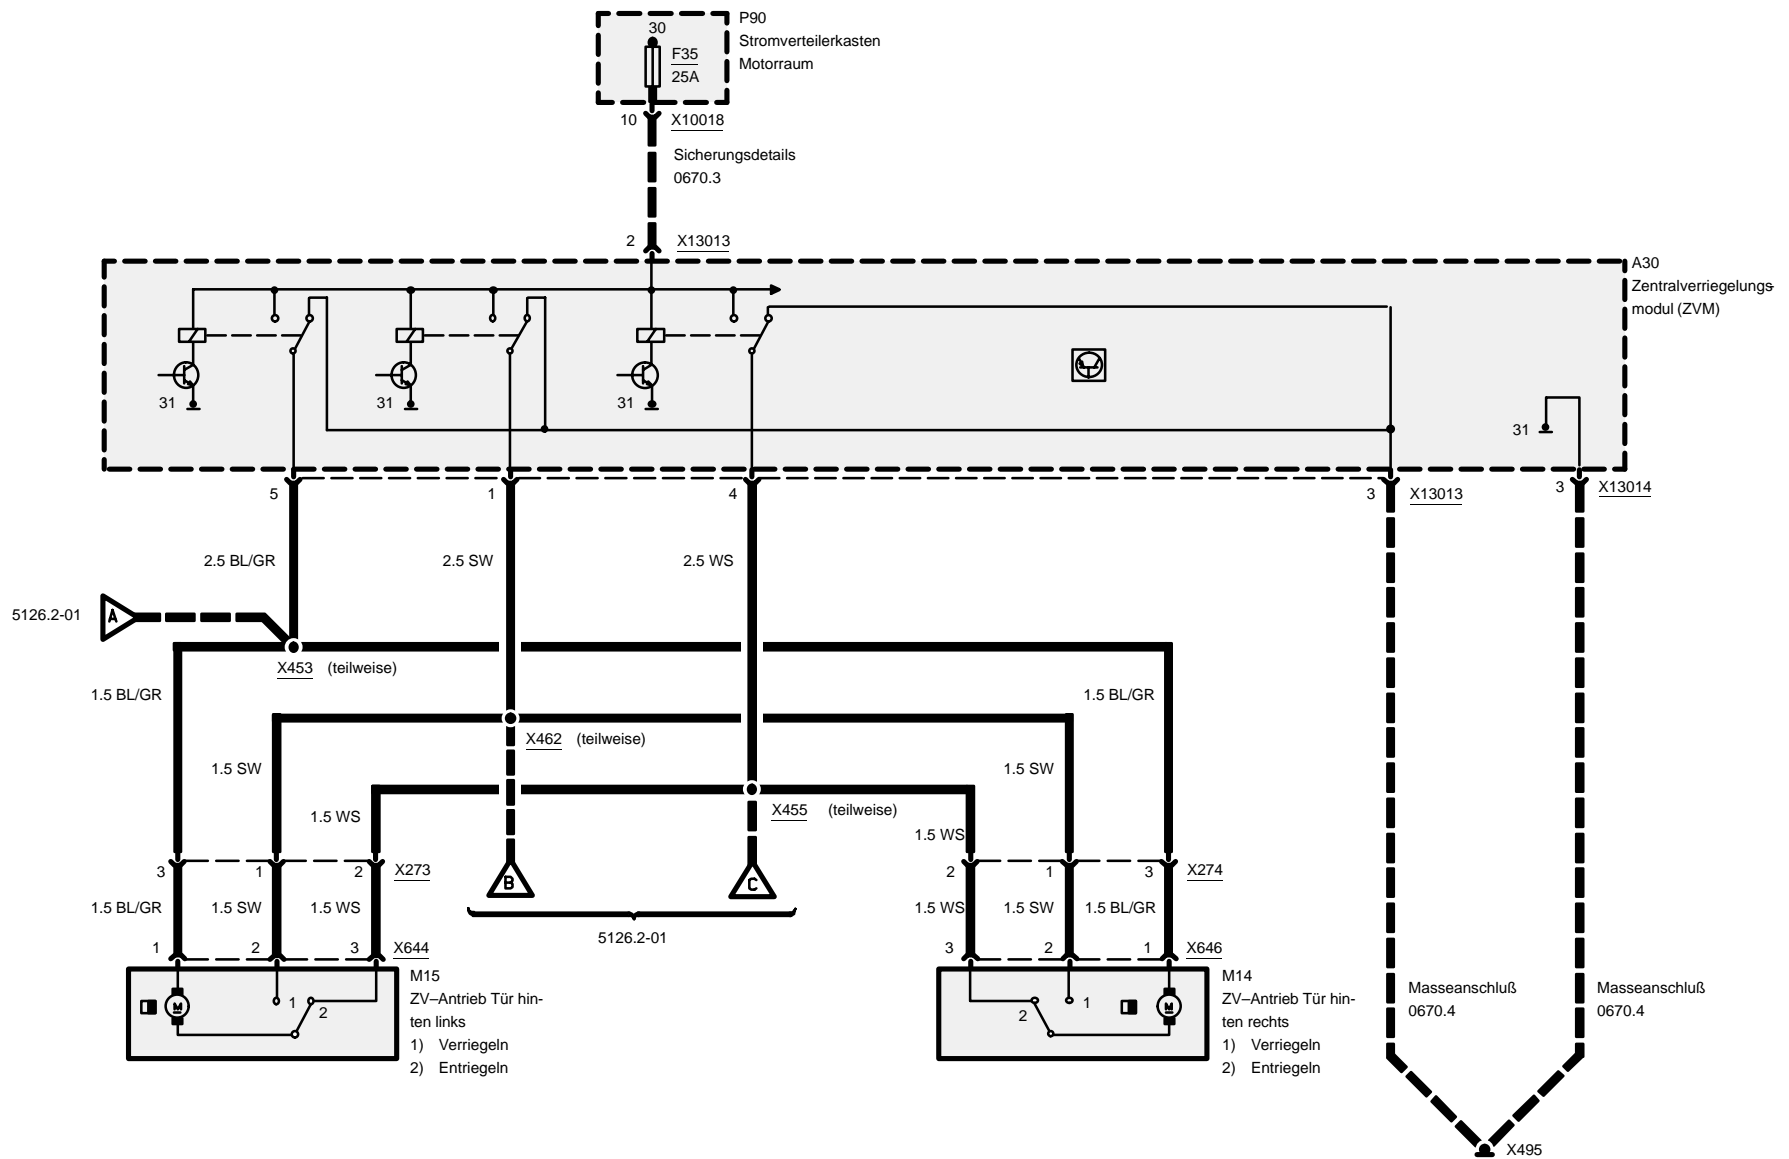 P90
30
Stromverteilerkasten
F35
Motorraum
25A
10 X10018
Sicherungsdetails
0670.3
2 X13013
A30
Zentralverriegelungs-
modul (ZVM)
31 31 31
31
5 1 4 3 X13013 3 X13014
2.5 BL/GR 2.5 SW 2.5 WS
5126.2-01 A
X453 (teilweise)
1.5 BL/GR 1.5 BL/GR
X462 (teilweise)
1.5 SW 1.5 SW
1.5 WS X455 (teilweise)
1.5 WS
3 1 2 X273 2 1 3 X274
B C
1.5 BL/GR 1.5 SW 1.5 WS 1.5 WS 1.5 SW 1.5 BL/GR
5126.2-01
1 2 3 X644 3 2 1 X646
M15 M14
M 1 ZV–Antrieb Tür hin- 1 M ZV–Antrieb Tür hin-
2 ten links 2 ten rechts
1) Verriegeln 1) Verriegeln
2) Entriegeln 2) Entriegeln
Masseanschluß Masseanschluß
0670.4 0670.4
X495